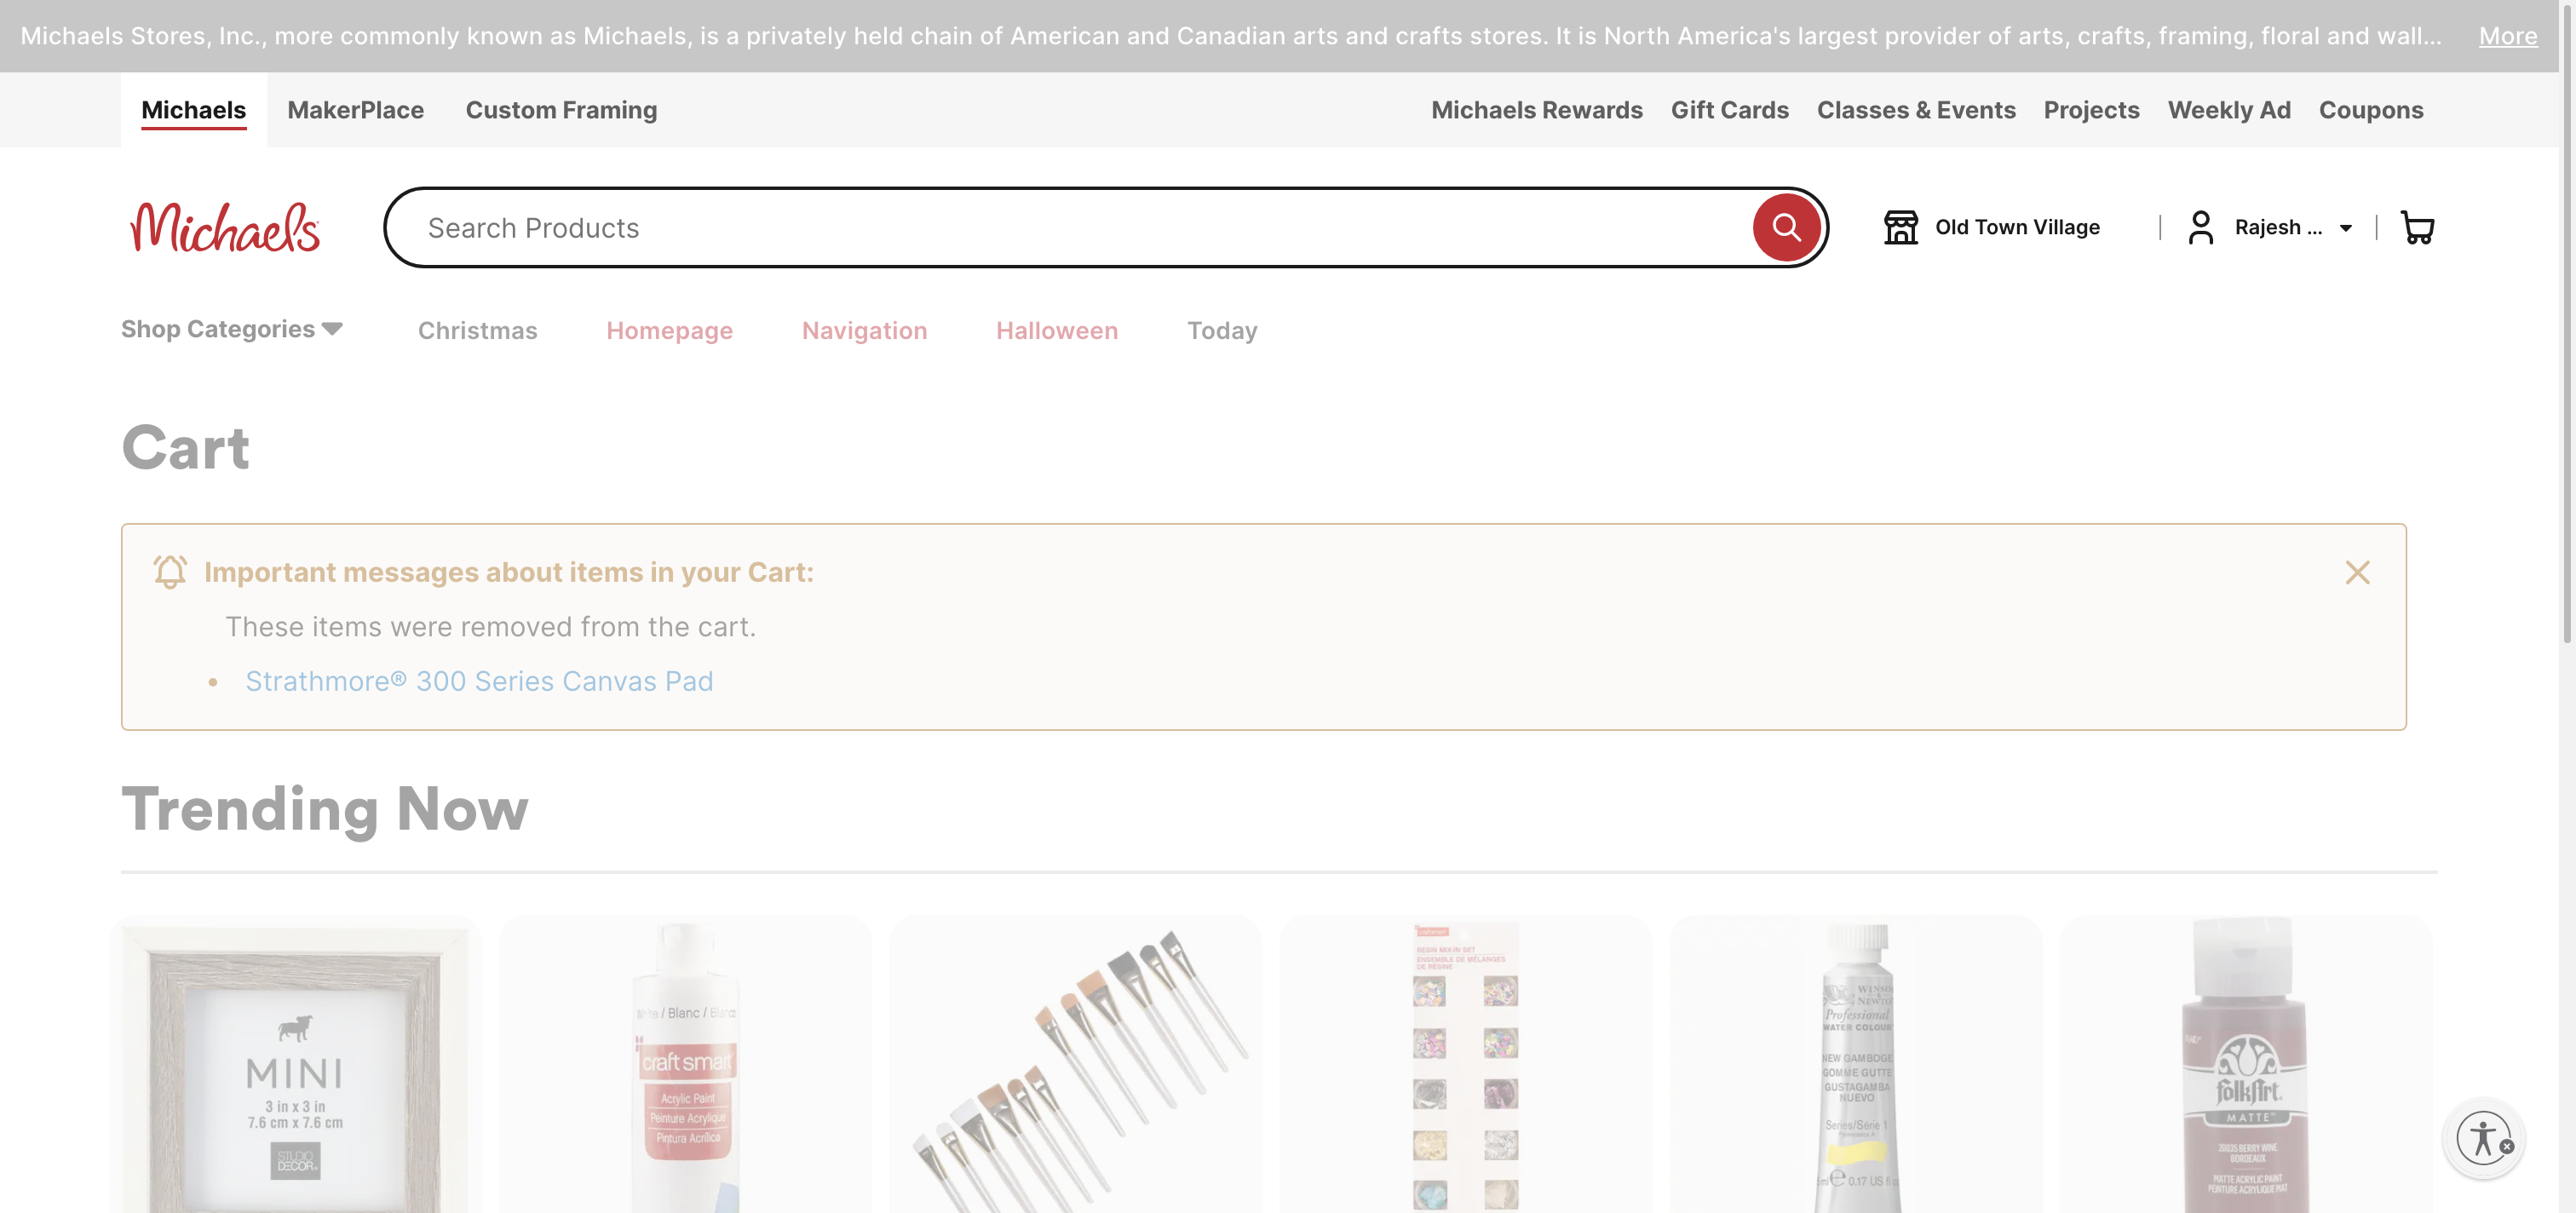 Michaels Stores, Inc., more commonly known as Michaels, is a privately held chain of American and Canadian arts and crafts stores. It is North America's largest provider of arts, crafts, framing, floral and wall... More
Michaels MakerPlace Custom Framing Michaels Rewards Gift Cards Classes & Events Projects Weekly Ad Coupons
Michaels Search Products Old Town Village Rajesh ...
Shop Categories Christmas Homepage Navigation Halloween Today
Cart
Important messages about items in your Cart:
These items were removed from the cart.
• Strathmore® 300 Series Canvas Pad
Trending Now
MINI
3 in x 3 in
7.6 cm x 7.6 cm
STUDIO
DECOR
White / Blanc / Blanco
craft smart
Acrylic Paint
Peinture Acrylique
Pintura Acrílica
RESIN MIX-IN SET
ENSEMBLE DE MÉLANGES
DE RÉSINE
WINSOR
& NEWTON
Professional
WATER COLOUR
NEW GAMBOGE
GOMME GUTTE
GUSTAGAMBA
NUEVO
Series/Série 1
0.17 US fl
FolkArt
MATTE
20035 BERRY WINE
BORDEAUX
MATTE ACRYLIC PAINT
PEINTURE ACRYLIQUE MAT